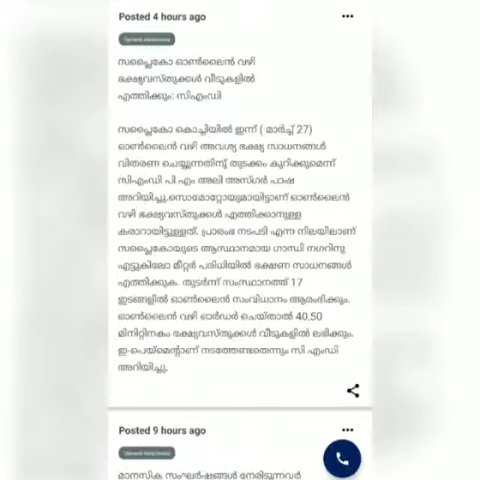 Posted 4 hours ago
സപ്ലൈകോ ഓൺലൈൻ വഴി
ഭക്ഷ്യവസ്തുക്കൾ വീടുകളിൽ
എത്തിക്കും: സിഎംഡി
സപ്ലൈകോ കൊച്ചിയിൽ ഇന്ന് ( മാർച്ച് 27)
ഓൺലൈൻ വഴി അവശ്യ ഭക്ഷ്യ സാധനങ്ങൾ
വിതരണ ചെയ്യുന്നതിനു് തുടക്കം കുറിക്കുമെന്ന്
സിഎംഡി പി.എം അലി അസ്ഗർ പാഷ
അറിയിച്ചു.സൊമോറ്റോയുമായിട്ടാണ് ഓൺലൈൻ
വഴി ഭക്ഷ്യവസ്തുക്കൾ എത്തിക്കാനുള്ള
കരാറായിട്ടുള്ളത്. പ്രാരംഭ നടപടി എന്ന നിലയിലാണ്
സപ്ലൈകോയുടെ ആസ്ഥാനമായ ഗാന്ധി നഗറിനു
എട്ടുകിലോ മീറ്റർ പരിധിയിൽ ഭക്ഷണ സാധനങ്ങൾ
എത്തിക്കുക. തുടർന്ന് സംസ്ഥാനത്ത് 17
ഇടങ്ങളിൽ ഓൺലൈൻ സംവിധാനം ആരംഭിക്കും.
ഓൺലൈൻ വഴി ഓർഡർ ചെയ്താൽ 40,50
മിനിറ്റിനകം ഭക്ഷ്യവസ്തുക്കൾ വീടുകളിൽ ലഭിക്കും.
ഇ-പെയ്മെന്റാണ് നടത്തേണ്ടതെന്നും സി എംഡി
അറിയിച്ചു.
Posted 9 hours ago
മാനസിക സംഘർഷങ്ങൾ നേരിട്ടുന്നവർ